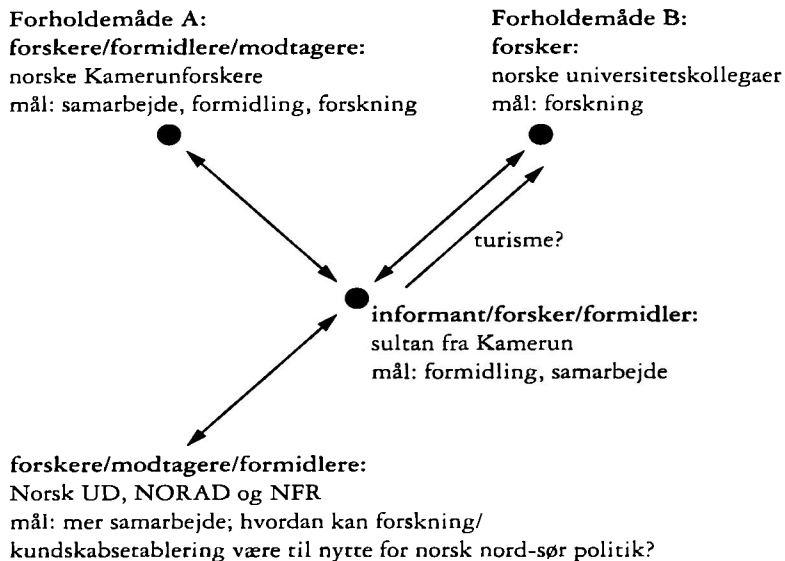 Forholdemåde A:
forskere/formidlere/modtagere:
norske Kamerunforskere
mål: samarbejde, formidling, forskning
Forholdemåde B:
forsker:
norske universitetskollegaer
mål: forskning
turisme?
informant/forsker/formidler:
sultan fra Kamerun
mål: formidling, samarbejde
forskere/modtagere/formidlere:
Norsk UD, NORAD og NFR
mål: mer samarbejde; hvordan kan forskning/
kundskabsetablering være til nytte for norsk nord-sør politik?